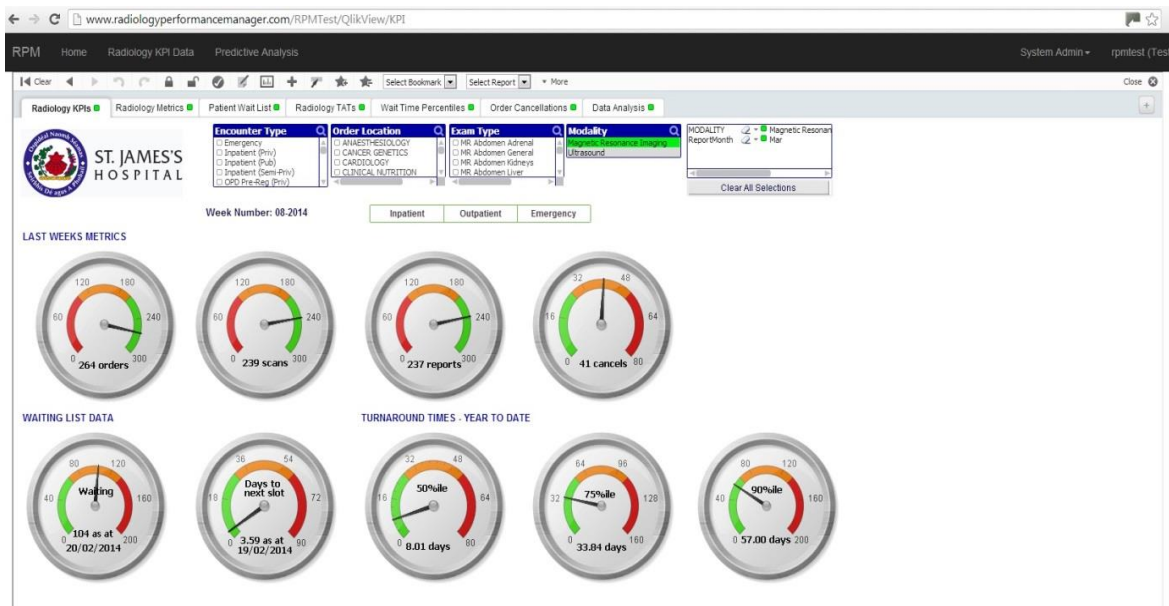 www.radiologyperformancemanager.com/RPMTest/QlikView/KPI
RPM Home Radiology KPI Data Predictive Analysis System Admin rpmtest (Tes
Clear Select Bookmark Select Report More Close
Radiology KPIs Radiology Metrics Patient Wait List Radiology TATs Wait Time Percentiles Order Cancellations Data Analysis
ST. JAMES'S
HOSPITAL
Encounter Type
Emergency
Inpatient (Priv)
Inpatient (Pub)
Inpatient (Semi-Priv)
OPD Pre-Reg (Priv)
Order Location
ANAESTHESIOLOGY
CANCER GENETICS
CARDIOLOGY
CLINICAL NUTRITION
Exam Type
MR Abdomen Adrenal
MR Abdomen General
MR Abdomen Kidneys
MR Abdomen Liver
Modality
Magnetic Resonance Imaging
Ultrasound
MODALITY Magnetic Resonan
ReportMonth Mar
Clear All Selections
Week Number: 08-2014
Inpatient Outpatient Emergency
LAST WEEKS METRICS
0 60 120 180 240 300
264 orders
0 60 120 180 240 300
239 scans
0 60 120 180 240 300
237 reports
0 16 32 48 64 80
41 cancels
WAITING LIST DATA
0 40 80 120 160 200
Waiting
104 as at
20/02/2014
0 18 36 54 72 90
Days to
next slot
3.59 as at
19/02/2014
TURNAROUND TIMES - YEAR TO DATE
0 16 32 48 64 80
50%ile
8.01 days
0 32 64 96 128 160
75%ile
33.84 days
0 40 80 120 160 200
90%ile
57.00 days